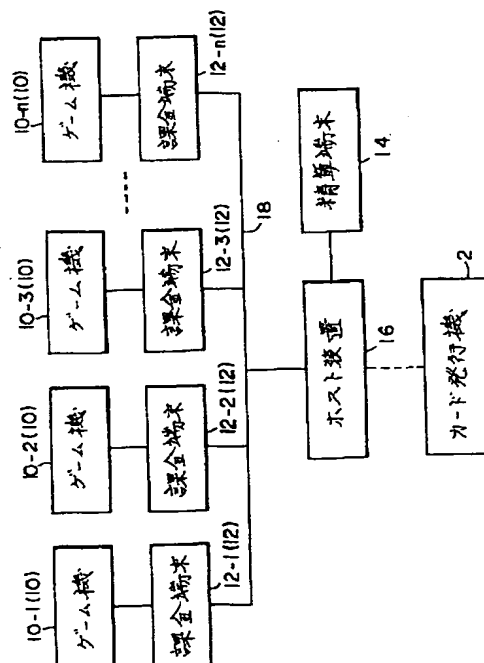 10-1(10)
ゲーム機
10-2(10)
ゲーム機
10-3(10)
ゲーム機
10-n(10)
ゲーム機
課金端末
12-1(12)
課金端末
12-2(12)
課金端末
12-3(12)
課金端末
12-n(12)
18
ホスト装置
16
精算端末
14
カード発行機
2